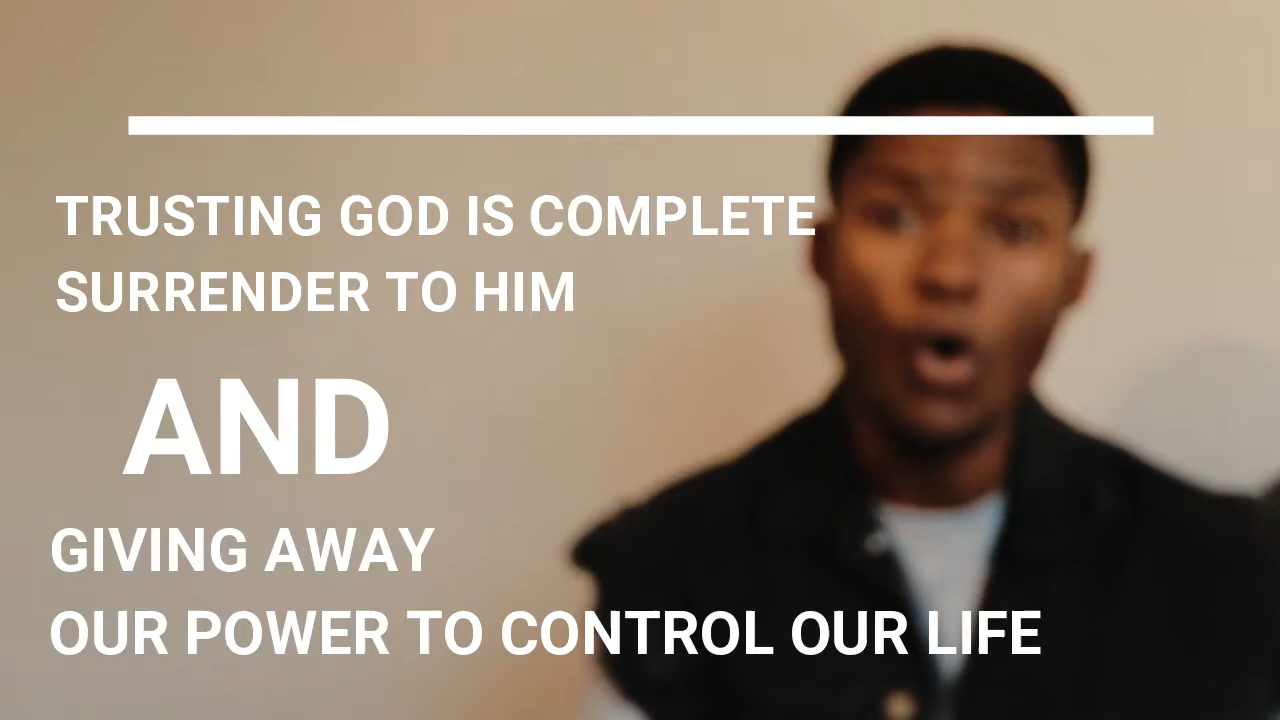 TRUSTING GOD IS COMPLETE
SURRENDER TO HIM
AND
GIVING AWAY
OUR POWER TO CONTROL OUR LIFE